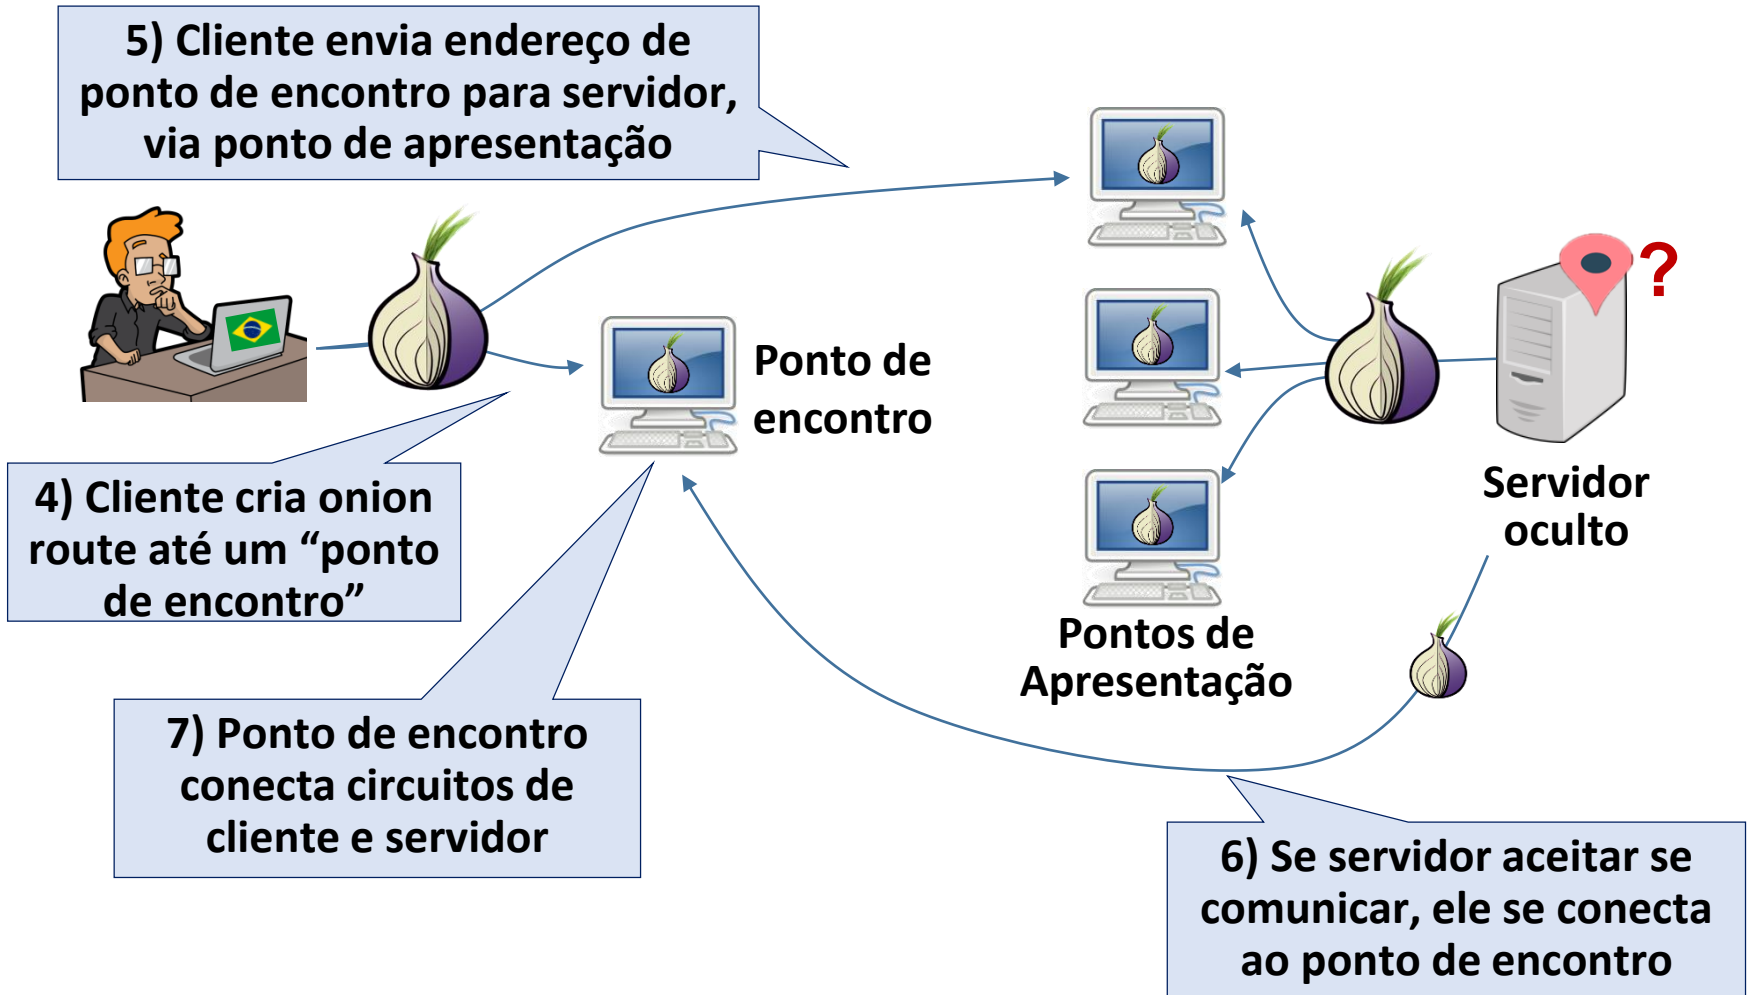 5) Cliente envia endereço de
ponto de encontro para servidor,
via ponto de apresentação
?
Ponto de
encontro
4) Cliente cria onion
route até um “ponto
de encontro”
Servidor
oculto
Pontos de
Apresentação
7) Ponto de encontro
conecta circuitos de
cliente e servidor
6) Se servidor aceitar se
comunicar, ele se conecta
ao ponto de encontro